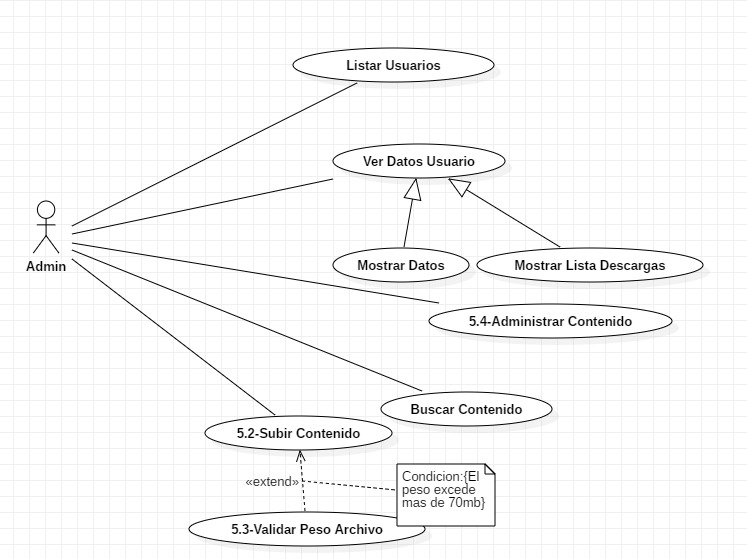 Listar Usuarios
Ver Datos Usuario
Admin
Mostrar Datos
Mostrar Lista Descargas
5.4-Administrar Contenido
Buscar Contenido
5.2-Subir Contenido
«extend»
Condicion:{El
peso excede
mas de 70mb}
5.3-Validar Peso Archivo